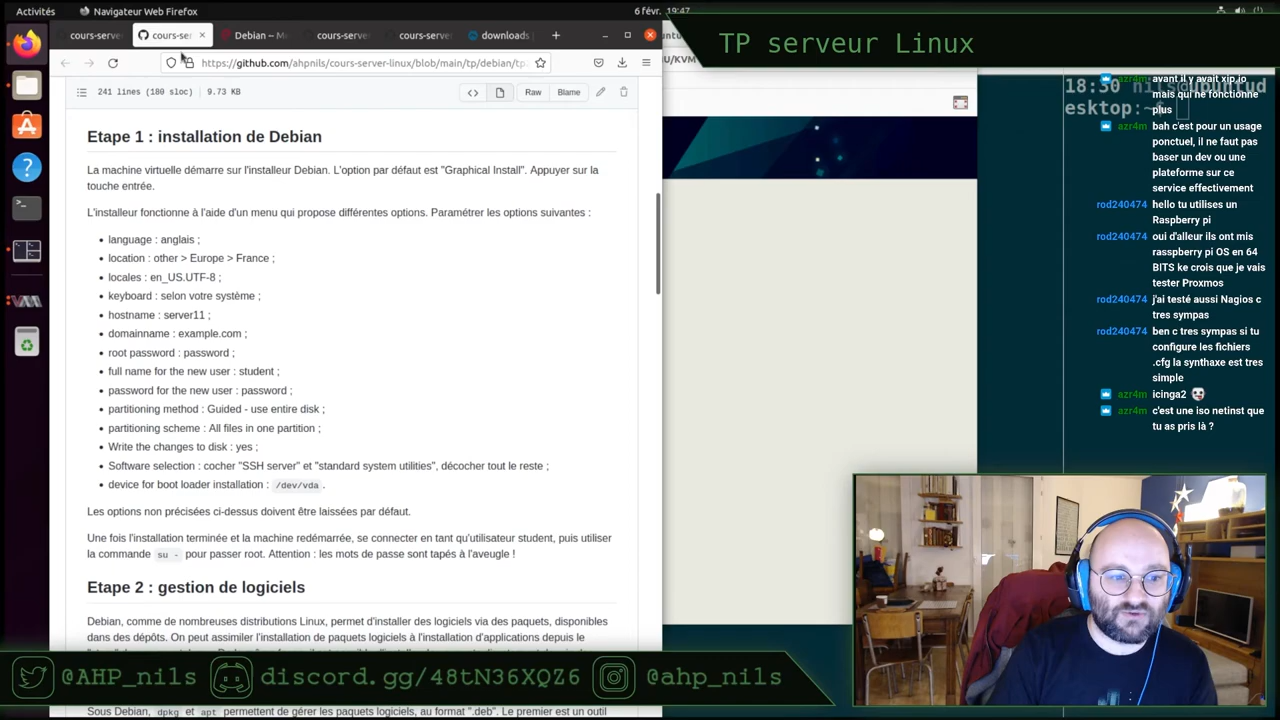 Activités
Navigateur Web Firefox
6 févr. 19:47
cours-serve
cours-ser
Debian -- Me
cours-serve
cours-serve
downloads
https://github.com/ahpnils/cours-server-linux/blob/main/tp/debian/tp
241 lines (180 sloc) 9.73 KB
Raw
Blame
Etape 1 : installation de Debian
La machine virtuelle démarre sur l'installeur Debian. L'option par défaut est "Graphical Install". Appuyer sur la
touche entrée.
L'installeur fonctionne à l'aide d'un menu qui propose différentes options. Paramétrer les options suivantes :
• language : anglais ;
• location : other > Europe > France ;
• locales : en_US.UTF-8 ;
• keyboard : selon votre système ;
• hostname : server11 ;
• domainname : example.com ;
• root password : password ;
• full name for the new user : student ;
• password for the new user : password ;
• partitioning method : Guided - use entire disk ;
• partitioning scheme : All files in one partition ;
• Write the changes to disk : yes ;
• Software selection : cocher "SSH server" et "standard system utilities", décocher tout le reste ;
• device for boot loader installation : /dev/vda .
Les options non précisées ci-dessus doivent être laissées par défaut.
Une fois l'installation terminée et la machine redémarrée, se connecter en tant qu'utilisateur student, puis utiliser
la commande su - pour passer root. Attention : les mots de passe sont tapés à l'aveugle !
Etape 2 : gestion de logiciels
Debian, comme de nombreuses distributions Linux, permet d'installer des logiciels via des paquets, disponibles
dans des dépôts. On peut assimiler l'installation de paquets logiciels à l'installation d'applications depuis le
Sous Debian, dpkg et apt permettent de gérer les paquets logiciels, au format ".deb". Le premier est un outil
TP serveur Linux
U/KVM
18:30 nils@ubuntud
esktop:~$
azr4m
avant il y avait xip.io
mais qui ne fonctionne
plus
azr4m bah c'est pour un usage
ponctuel, il ne faut pas
baser un dev ou une
plateforme sur ce
service effectivement
rod240474 hello tu utilises un
Raspberry pi
rod240474 oui d'alleur ils ont mis
rasspberry pi OS en 64
BITS ke crois que je vais
tester Proxmos
rod240474 j'ai testé aussi Nagios c
tres sympas
rod240474 ben c tres sympas si tu
configure les fichiers
.cfg la synthaxe est tres
simple
azr4m icinga2
azr4m c'est une iso netinst que
tu as pris là ?
@AHP_nils
discord.gg/48tN36XQZ6
@ahp_nils